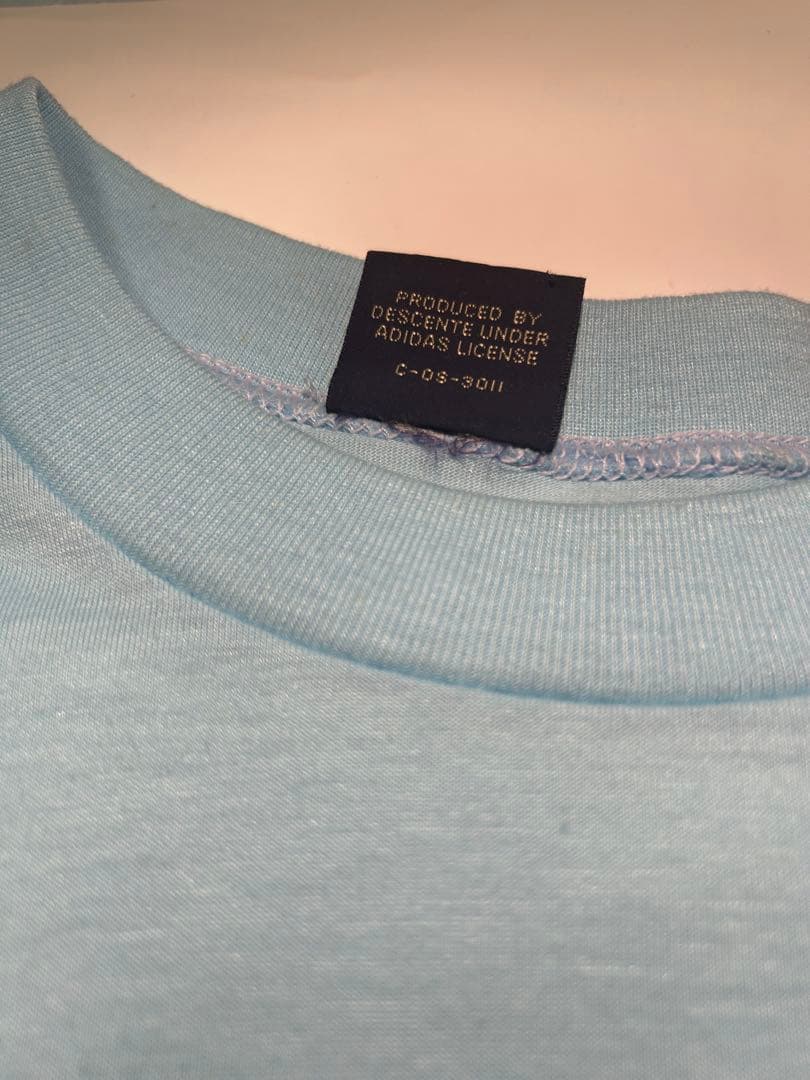 PRODUCED BY
DESCENTE UNDER
ADIDAS LICENSE
C-OS-3011